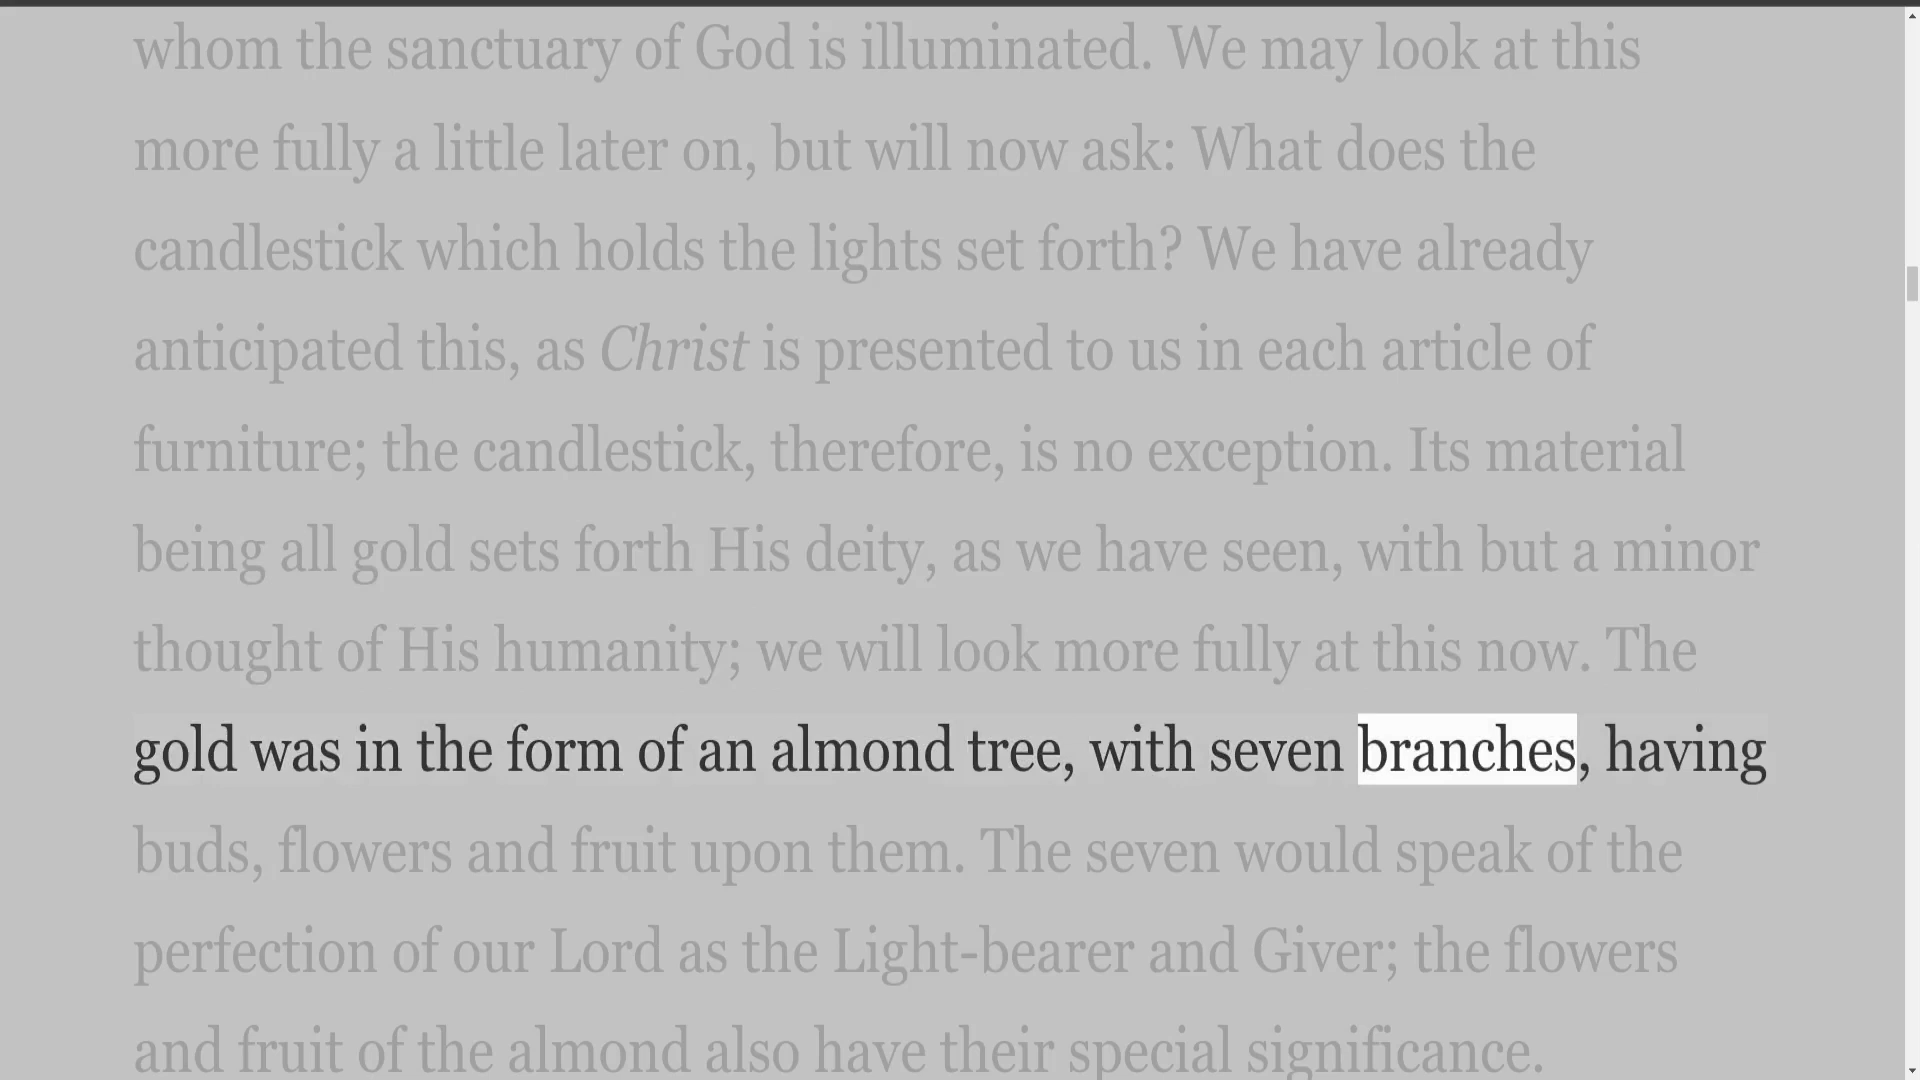 whom the sanctuary of God is illuminated. We may look at this
more fully a little later on, but will now ask: What does the
candlestick which holds the lights set forth? We have already
anticipated this, as Christ is presented to us in each article of
furniture; the candlestick, therefore, is no exception. Its material
being all gold sets forth His deity, as we have seen, with but a minor
thought of His humanity; we will look more fully at this now. The
gold was in the form of an almond tree, with seven branches, having
buds, flowers and fruit upon them. The seven would speak of the
perfection of our Lord as the Light-bearer and Giver; the flowers
and fruit of the almond also have their special significance.